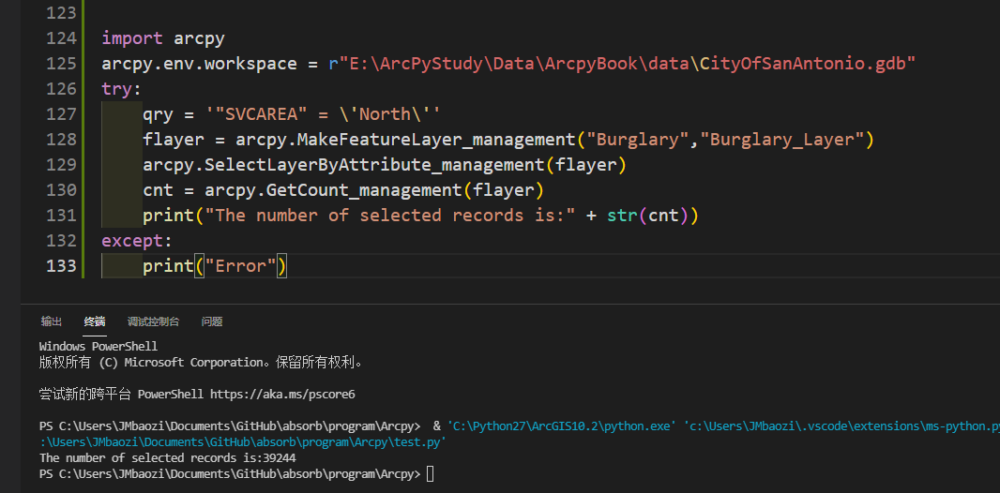 123
124 import arcpy
125 arcpy.env.workspace = r"E:\ArcPyStudy\Data\ArcpyBook\data\CityOfSanAntonio.gdb"
126 try:
127 qry = '"SVCAREA" = \'North\''
128 flayer = arcpy.MakeFeatureLayer_management("Burglary","Burglary_Layer")
129 arcpy.SelectLayerByAttribute_management(flayer)
130 cnt = arcpy.GetCount_management(flayer)
131 print("The number of selected records is:" + str(cnt))
132 except:
133 print("Error")
输出 终端 调试控制台 问题
Windows PowerShell
版权所有 (C) Microsoft Corporation。保留所有权利。
尝试新的跨平台 PowerShell https://aka.ms/pscore6
PS C:\Users\JMbaozi\Documents\GitHub\absorb\program\Arcpy> & 'C:\Python27\ArcGIS10.2\python.exe' 'c:\Users\JMbaozi\.vscode\extensions\ms-python.py
:\Users\JMbaozi\Documents\GitHub\absorb\program\Arcpy\test.py'
The number of selected records is:39244
PS C:\Users\JMbaozi\Documents\GitHub\absorb\program\Arcpy>